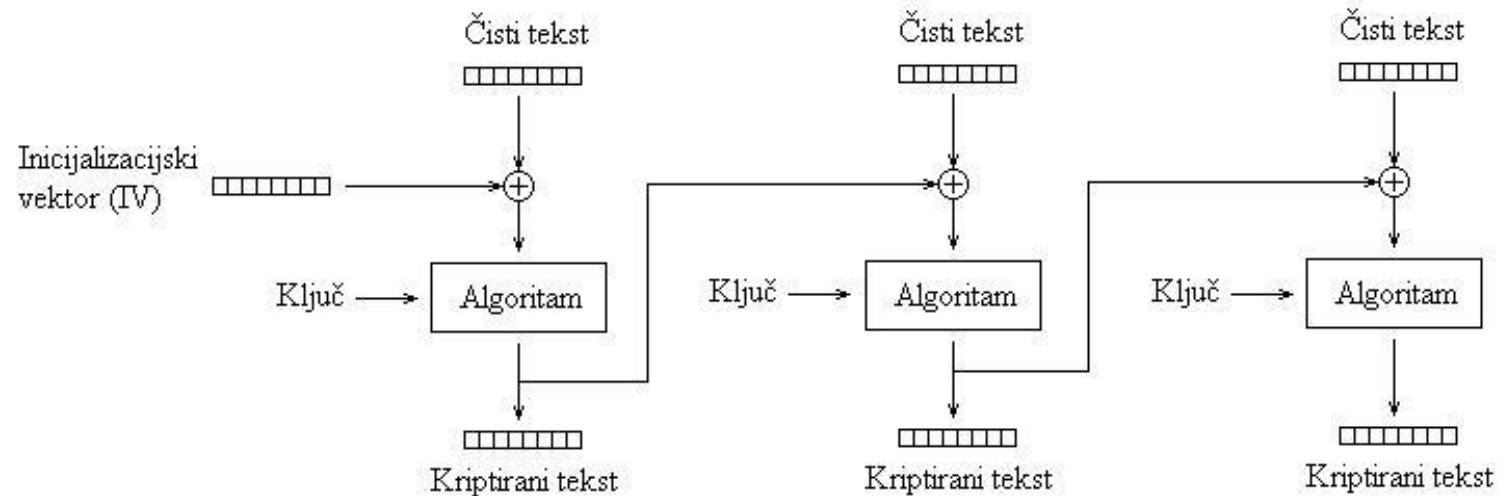 Čisti tekst
Čisti tekst
Čisti tekst
Inicijalizacijski
vektor (IV)
Ključ
Algoritam
Ključ
Algoritam
Ključ
Algoritam
Kriptirani tekst
Kriptirani tekst
Kriptirani tekst